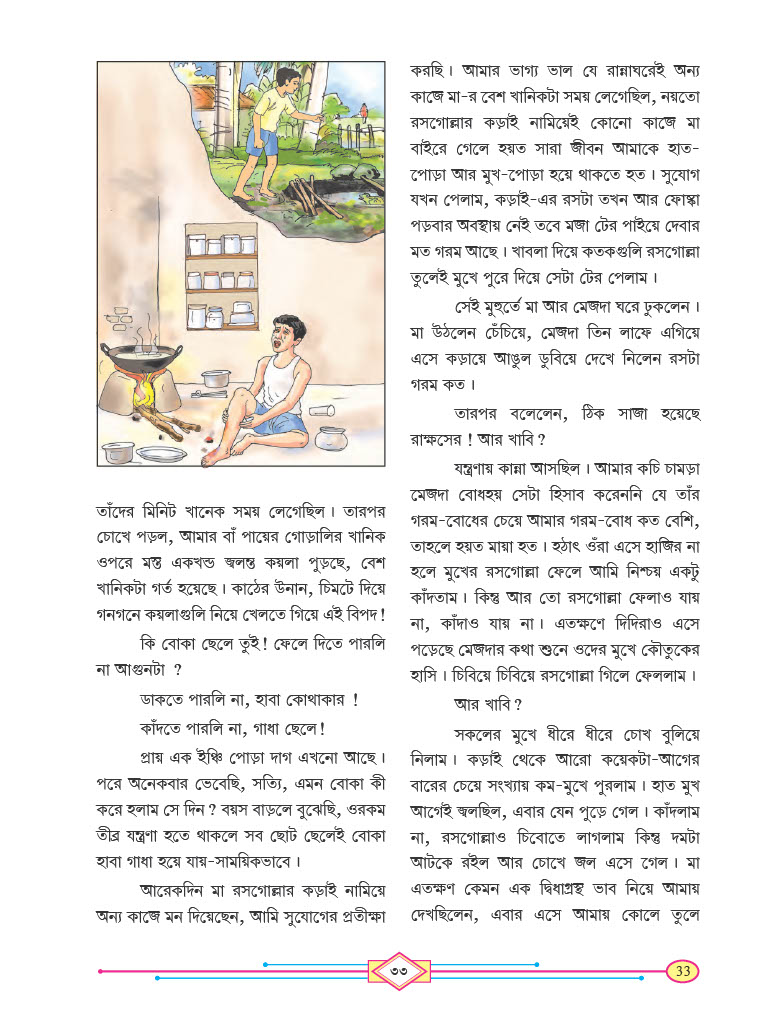 তাঁদের মিনিট খানেক সময় লেগেছিল। তারপর
চোখে পড়ল, আমার বাঁ পায়ের গোড়ালির খানিক
ওপরে মস্ত একখন্ড জ্বলন্ত কয়লা পুড়ছে, বেশ
খানিকটা গর্ত হয়েছে। কাঠের উনান, চিমটে দিয়ে
গনগনে কয়লাগুলি নিয়ে খেলতে গিয়ে এই বিপদ!
কি বোকা ছেলে তুই! ফেলে দিতে পারলি
না আগুনটা ?
ডাকতে পারলি না, হাবা কোথাকার !
কাঁদতে পারলি না, গাধা ছেলে!
প্রায় এক ইঞ্চি পোড়া দাগ এখনো আছে।
পরে অনেকবার ভেবেছি, সত্যি, এমন বোকা কী
করে হলাম সে দিন? বয়স বাড়লে বুঝেছি, ওরকম
তীব্র যন্ত্রণা হতে থাকলে সব ছোট ছেলেই বোকা
হাবা গাধা হয়ে যায়-সাময়িকভাবে।
আরেকদিন মা রসগোল্লার কড়াই নামিয়ে
অন্য কাজে মন দিয়েছেন, আমি সুযোগের প্রতীক্ষা
করছি। আমার ভাগ্য ভাল যে রান্নাঘরেই অন্য
কাজে মা-র বেশ খানিকটা সময় লেগেছিল, নয়তো
রসগোল্লার কড়াই নামিয়েই কোনো কাজে মা
বাইরে গেলে হয়ত সারা জীবন আমাকে হাত-
পোড়া আর মুখ-পোড়া হয়ে থাকতে হত। সুযোগ
যখন পেলাম, কড়াই-এর রসটা তখন আর ফোস্কা
পড়বার অবস্থায় নেই তবে মজা টের পাইয়ে দেবার
মত গরম আছে। খাবলা দিয়ে কতকগুলি রসগোল্লা
তুলেই মুখে পুরে দিয়ে সেটা টের পেলাম।
সেই মুহুর্তে মা আর মেজদা ঘরে ঢুকলেন।
মা উঠলেন চেঁচিয়ে, মেজদা তিন লাফে এগিয়ে
এসে কড়ায়ে আঙুল ডুবিয়ে দেখে নিলেন রসটা
গরম কত।
তারপর বলেলেন, ঠিক সাজা হয়েছে
রাক্ষসের! আর খাবি?
যন্ত্রণায় কান্না আসছিল। আমার কচি চামড়া
মেজদা বোধহয় সেটা হিসাব করেননি যে তাঁর
গরম-বোধের চেয়ে আমার গরম-বোধ কত বেশি,
তাহলে হয়ত মায়া হত। হঠাৎ ওঁরা এসে হাজির না
হলে মুখের রসগোল্লা ফেলে আমি নিশ্চয় একটু
কাঁদতাম। কিন্তু আর তো রসগোল্লা ফেলাও যায়
না, কাঁদাও যায় না। এতক্ষণে দিদিরাও এসে
পড়েছে মেজদার কথা শুনে ওদের মুখে কৌতুকের
হাসি। চিবিয়ে চিবিয়ে রসগোল্লা গিলে ফেললাম।
আর খাবি?
সকলের মুখে ধীরে ধীরে চোখ বুলিয়ে
নিলাম। কড়াই থেকে আরো কয়েকটা-আগের
বারের চেয়ে সংখ্যায় কম-মুখে পুরলাম। হাত মুখ
আর্গেই জ্বলছিল, এবার যেন পুড়ে গেল। কাঁদলাম
না, রসগোল্লাও চিবোতে লাগলাম কিন্তু দমটা
আটকে রইল আর চোখে জল এসে গেল। মা
এতক্ষণ কেমন এক দ্বিধাগ্রস্থ ভাব নিয়ে আমায়
দেখছিলেন, এবার এসে আমায় কোলে তুলে
৩৩
33